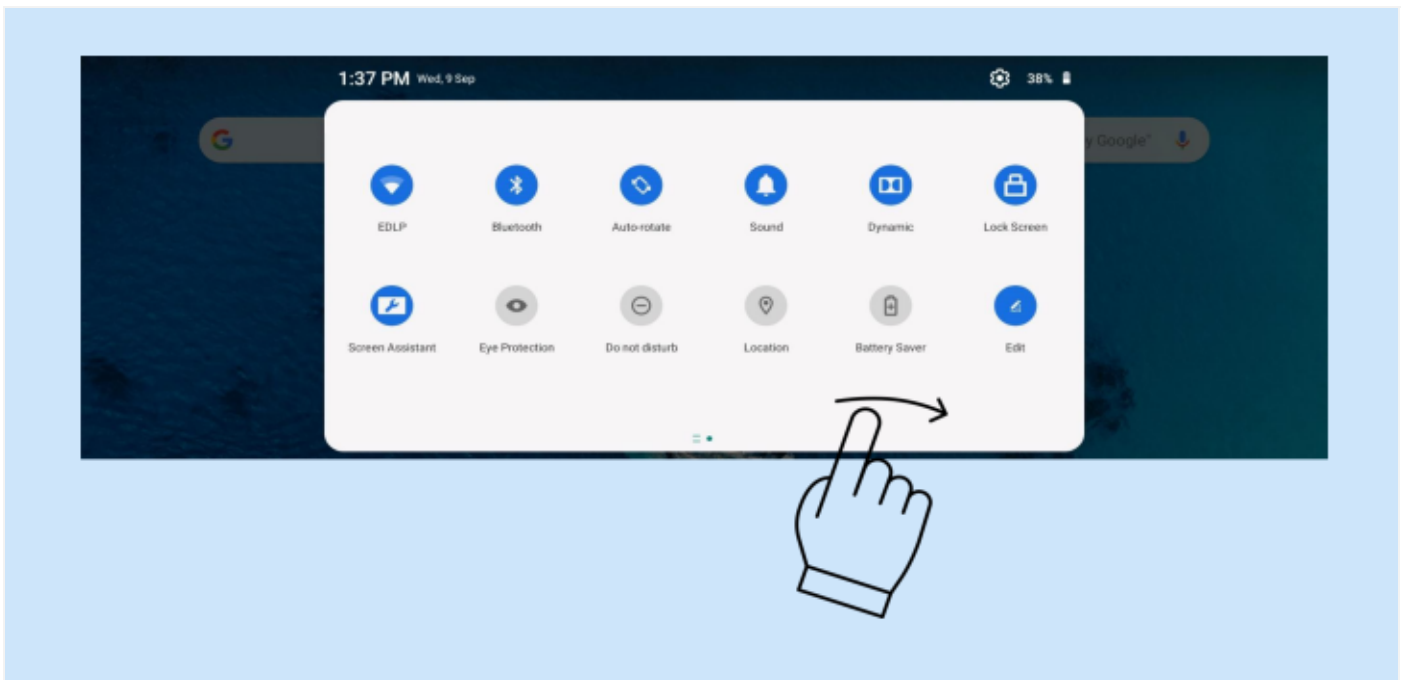 1:37 PM Wed, 9 Sep 38%
G y Google"
EDLP Bluetooth Auto-rotate Sound Dynamic Lock Screen
Screen Assistant Eye Protection Do not disturb Location Battery Saver Edit